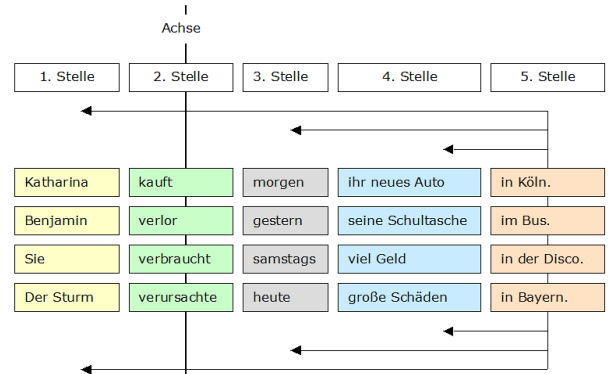 Achse
1. Stelle 2. Stelle 3. Stelle 4. Stelle 5. Stelle
Katharina kauft morgen ihr neues Auto in Köln.
Benjamin verlor gestern seine Schultasche im Bus.
Sie verbraucht samstags viel Geld in der Disco.
Der Sturm verursachte heute große Schäden in Bayern.